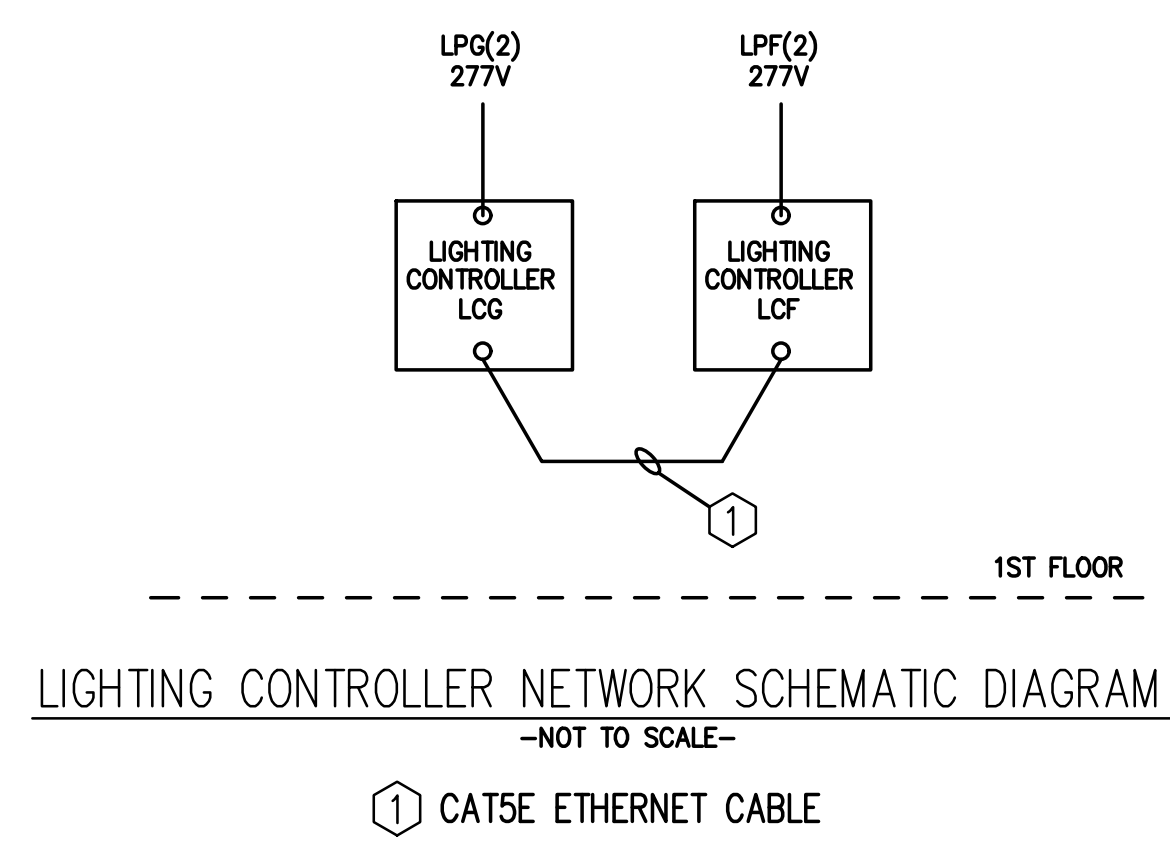 LPG(2)
277V
LPF(2)
277V
LIGHTING
CONTROLLER
LCG
LIGHTING
CONTROLLER
LCF
1
1ST FLOOR
LIGHTING CONTROLLER NETWORK SCHEMATIC DIAGRAM
-NOT TO SCALE-
1 CAT5E ETHERNET CABLE